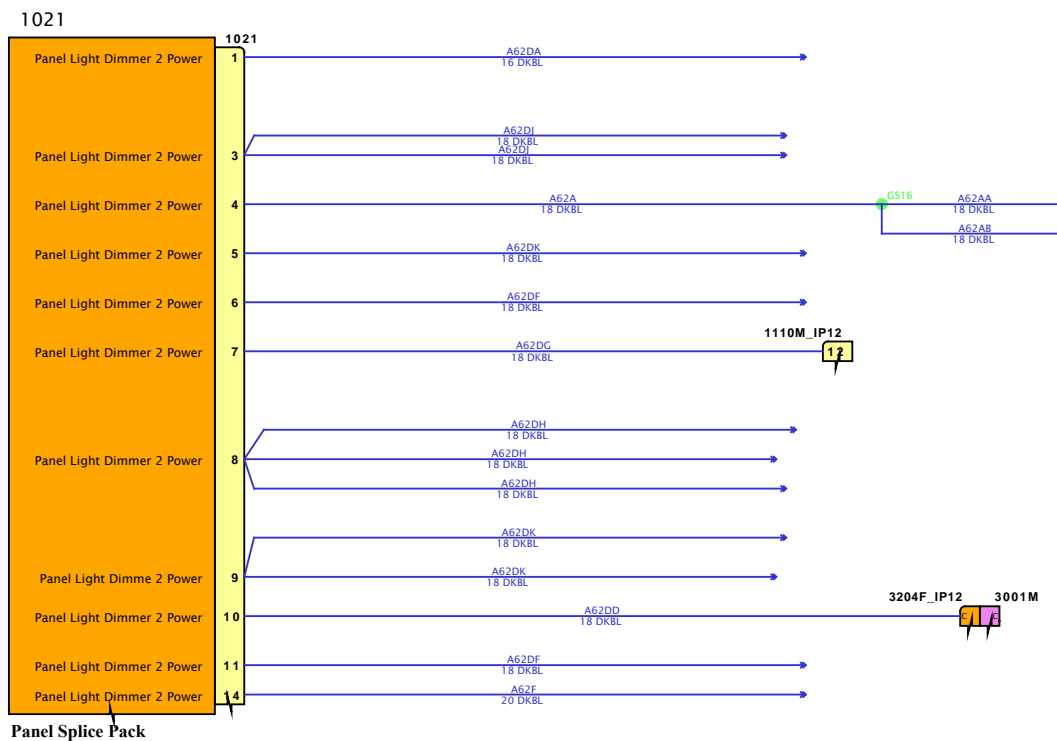 1021
1021
Panel Light Dimmer 2 Power 1 A62DA
16 DKBL
A62DJ
18 DKBL
Panel Light Dimmer 2 Power 3 A62DJ
18 DKBL
GS16
Panel Light Dimmer 2 Power 4 A62A A62AA
18 DKBL 18 DKBL
A62AB
18 DKBL
Panel Light Dimmer 2 Power 5 A62DK
18 DKBL
Panel Light Dimmer 2 Power 6 A62DF
18 DKBL
1110M_IP12
Panel Light Dimmer 2 Power 7 A62DG 12
18 DKBL
A62DH
18 DKBL
Panel Light Dimmer 2 Power 8 A62DH
18 DKBL
A62DH
18 DKBL
A62DK
18 DKBL
Panel Light Dimme 2 Power 9 A62DK
18 DKBL
3204F_IP12 3001M
Panel Light Dimmer 2 Power 10 A62DD C C
18 DKBL
Panel Light Dimmer 2 Power 11 A62DF
18 DKBL
Panel Light Dimmer 2 Power 14 A62F
20 DKBL
Panel Splice Pack